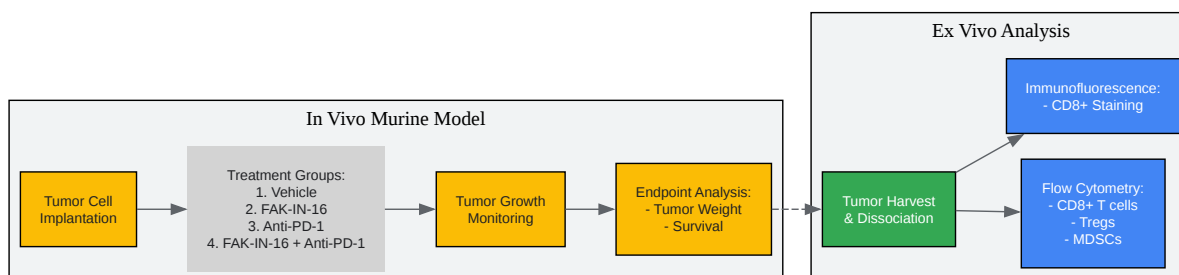 In Vivo Murine Model
Tumor Cell
Implantation
Treatment Groups:
1. Vehicle
2. FAK-IN-16
3. Anti-PD-1
4. FAK-IN-16 + Anti-PD-1
Tumor Growth
Monitoring
Endpoint Analysis:
- Tumor Weight
- Survival
Ex Vivo Analysis
Tumor Harvest
& Dissociation
Immunofluorescence:
- CD8+ Staining
Flow Cytometry:
- CD8+ T cells
- Tregs
- MDSCs